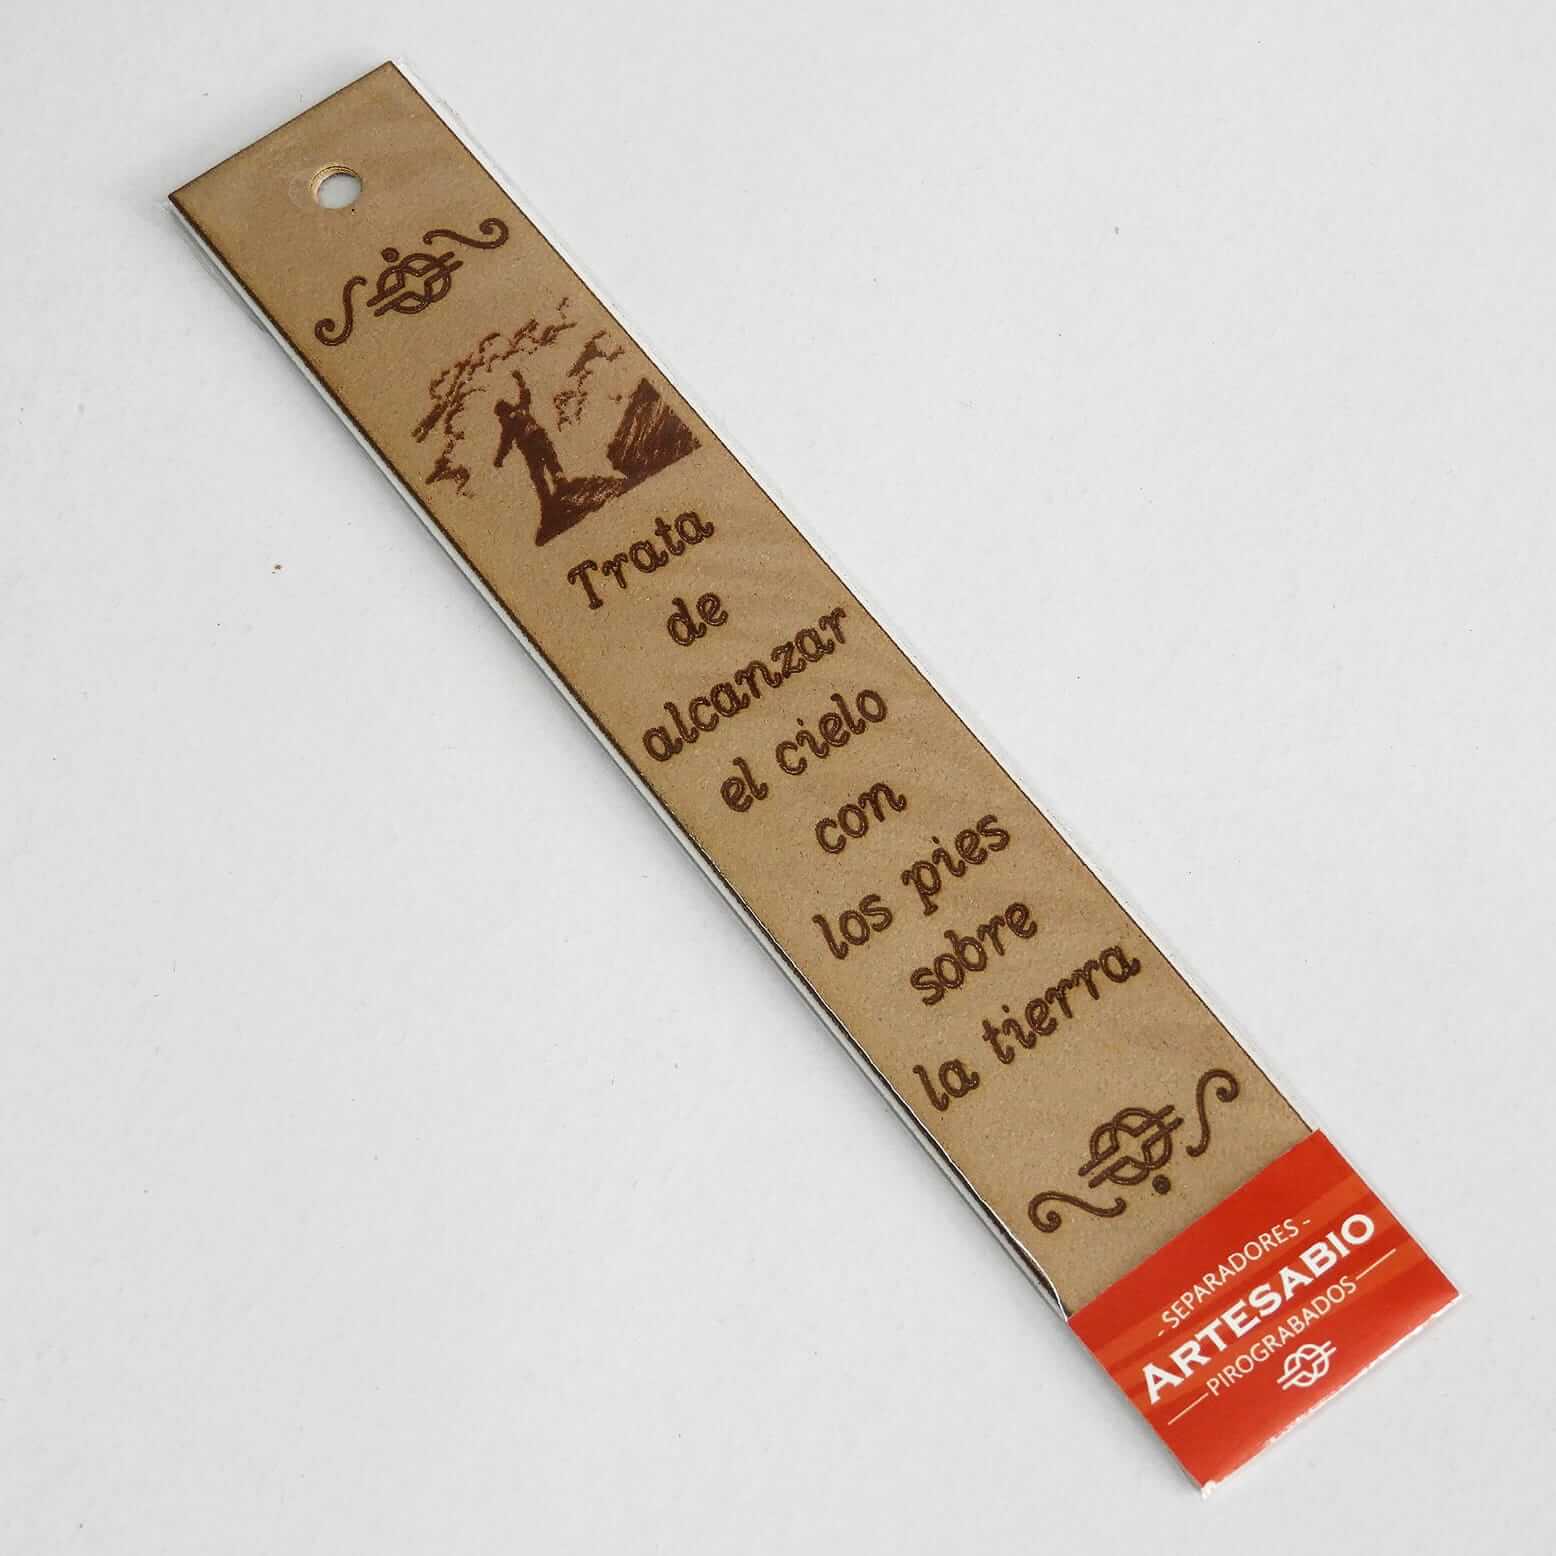 Trata
de
alcanzar
el cielo
con
los pies
sobre
la tierra
- SEPARADORES -
ARTESABIO
PIROGRABADOS